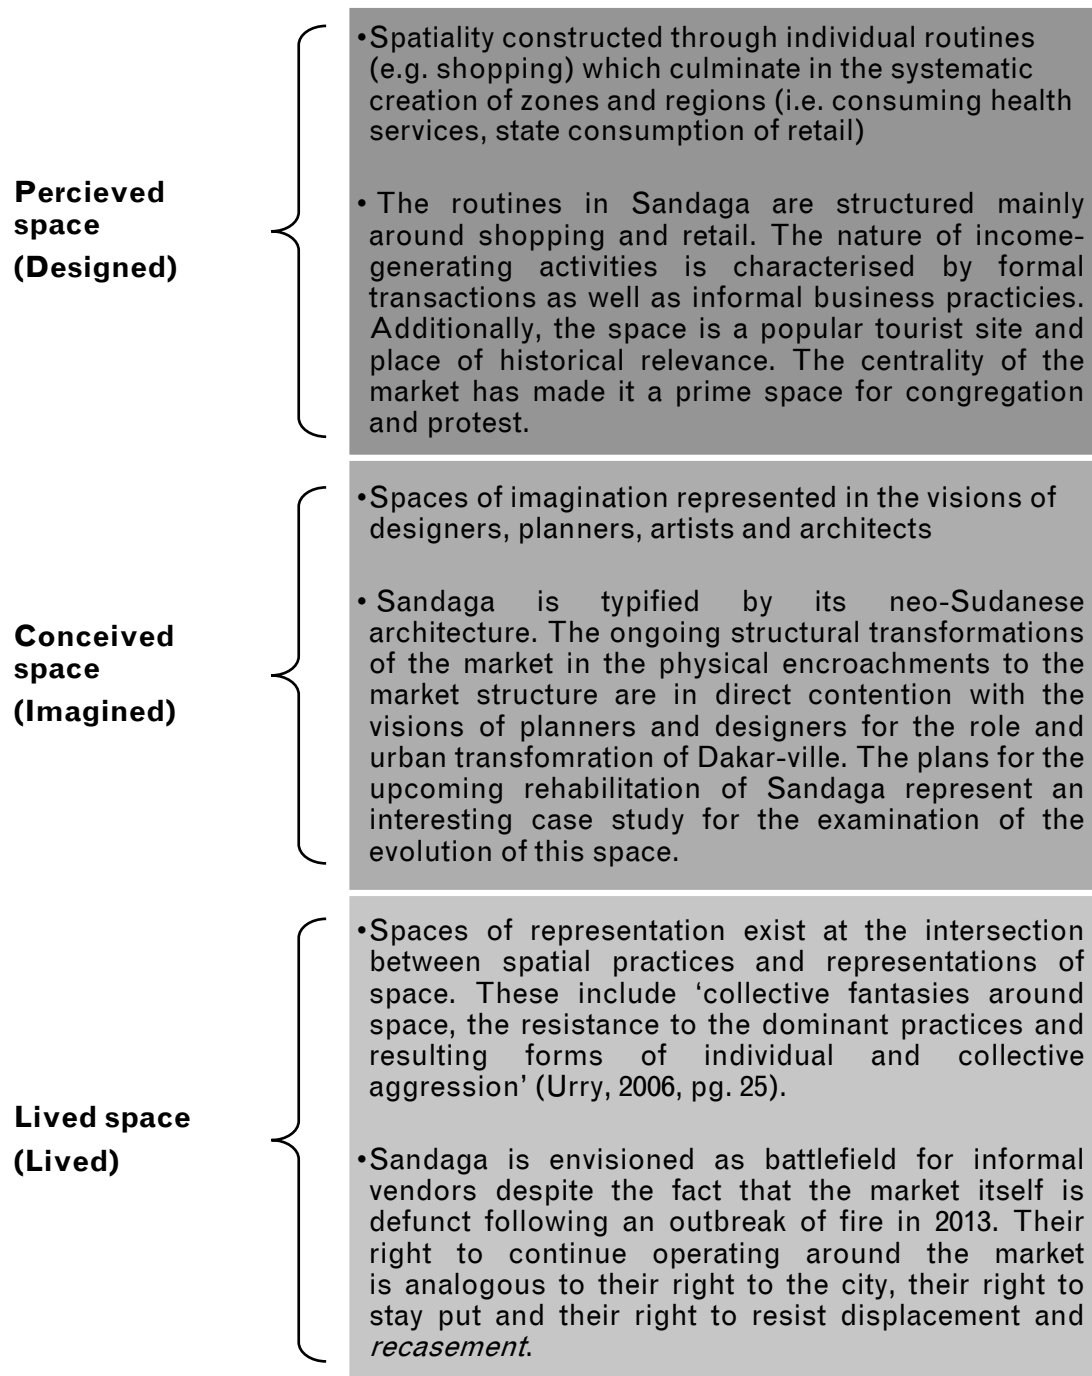 Percieved
space
(Designed)
•Spatiality constructed through individual routines
(e.g. shopping) which culminate in the systematic
creation of zones and regions (i.e. consuming health
services, state consumption of retail)
• The routines in Sandaga are structured mainly
around shopping and retail. The nature of income-
generating activities is characterised by formal
transactions as well as informal business practicies.
Additionally, the space is a popular tourist site and
place of historical relevance. The centrality of the
market has made it a prime space for congregation
and protest.
Conceived
space
(Imagined)
•Spaces of imagination represented in the visions of
designers, planners, artists and architects
• Sandaga is typified by its neo-Sudanese
architecture. The ongoing structural transformations
of the market in the physical encroachments to the
market structure are in direct contention with the
visions of planners and designers for the role and
urban transfomration of Dakar-ville. The plans for the
upcoming rehabilitation of Sandaga represent an
interesting case study for the examination of the
evolution of this space.
Lived space
(Lived)
•Spaces of representation exist at the intersection
between spatial practices and representations of
space. These include ‘collective fantasies around
space, the resistance to the dominant practices and
resulting forms of individual and collective
aggression’ (Urry, 2006, pg. 25).
•Sandaga is envisioned as battlefield for informal
vendors despite the fact that the market itself is
defunct following an outbreak of fire in 2013. Their
right to continue operating around the market
is analogous to their right to the city, their right to
stay put and their right to resist displacement and
recasement.